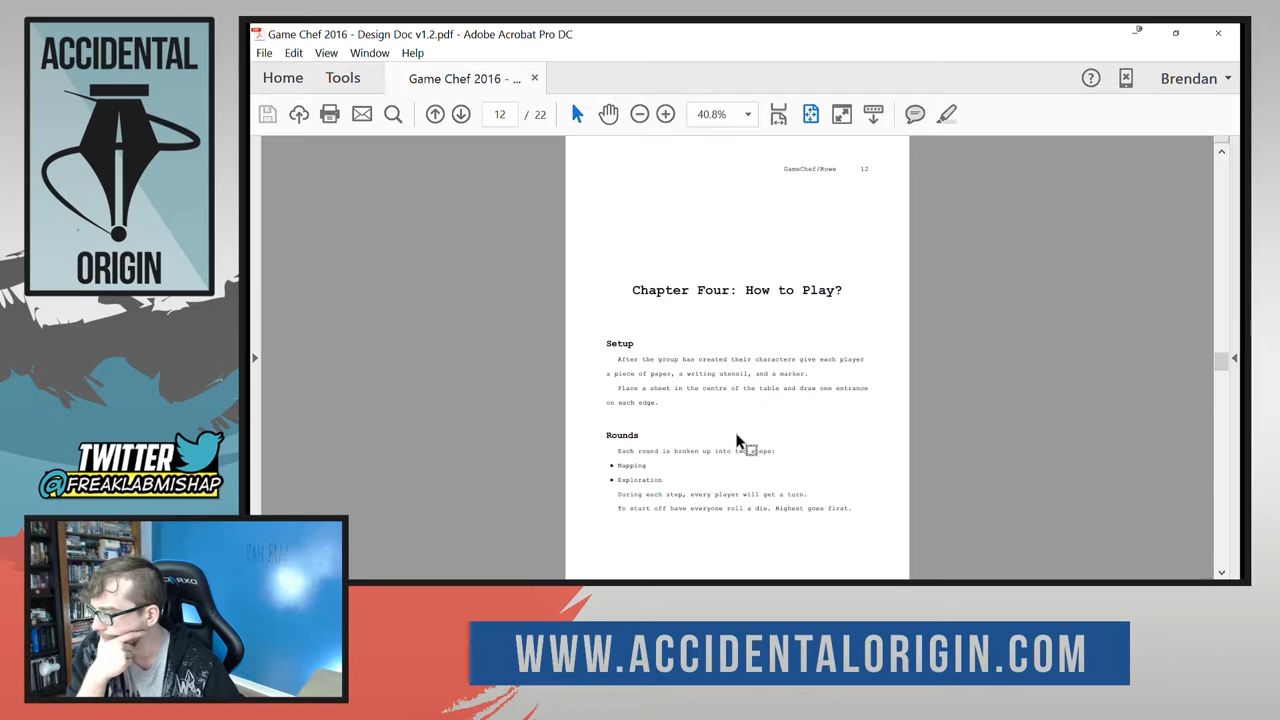 ACCIDENTAL
ORIGIN
TWITTER
@FREAKLABMISHAP
Game Chef 2016 - Design Doc v1.2.pdf - Adobe Acrobat Pro DC
File Edit View Window Help
Home Tools Game Chef 2016 - ... × Brendan
12 / 22 40.8%
GameChef/Rowe 12
Chapter Four: How to Play?
Setup
After the group has created their characters give each player
a piece of paper, a writing utensil, and a marker.
Place a sheet in the centre of the table and draw one entrance
on each edge.
Rounds
Each round is broken up into two steps:
• Mapping
• Exploration
During each step, every player will get a turn.
To start off have everyone roll a die. Highest goes first.
DXRACER
WWW.ACCIDENTALORIGIN.COM